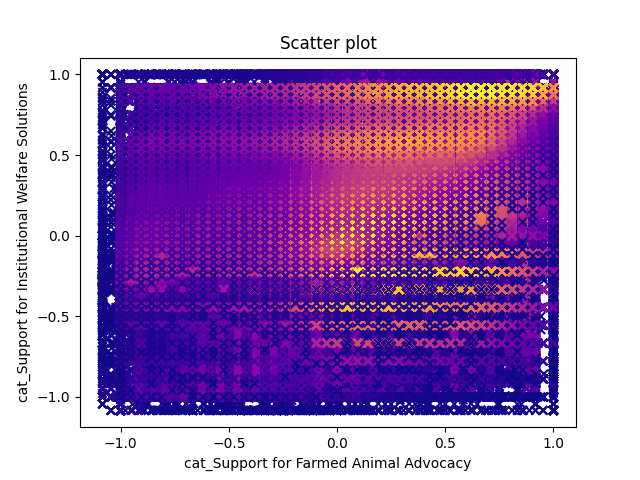 Scatter plot
cat_Support for Institutional Welfare Solutions
1.0
0.5
0.0
−0.5
−1.0
−1.0 −0.5 0.0 0.5 1.0
cat_Support for Farmed Animal Advocacy